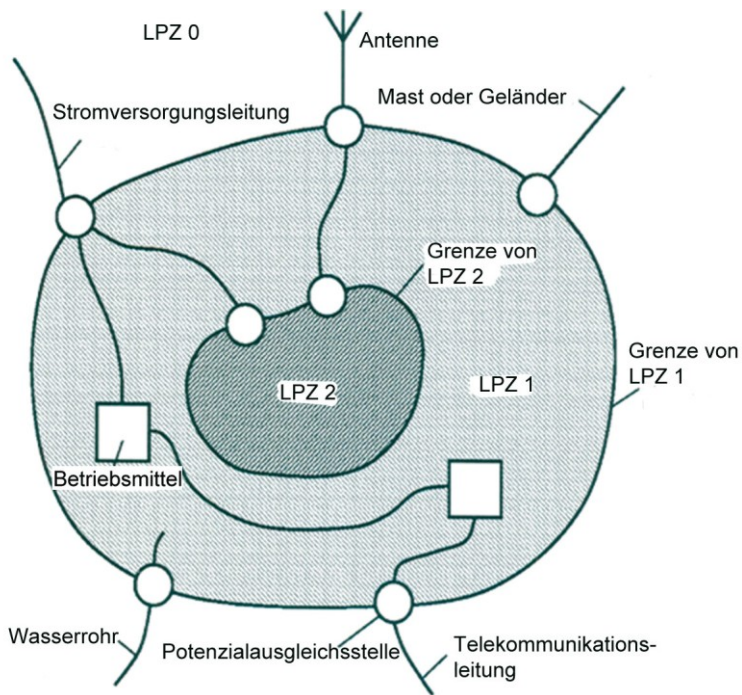 LPZ 0
Antenne
Mast oder Geländer
Stromversorgungsleitung
Grenze von
LPZ 2
Grenze von
LPZ 1
LPZ 2
LPZ 1
Betriebsmittel
Wasserrohr
Potenzialausgleichsstelle
Telekommunikations-
leitung